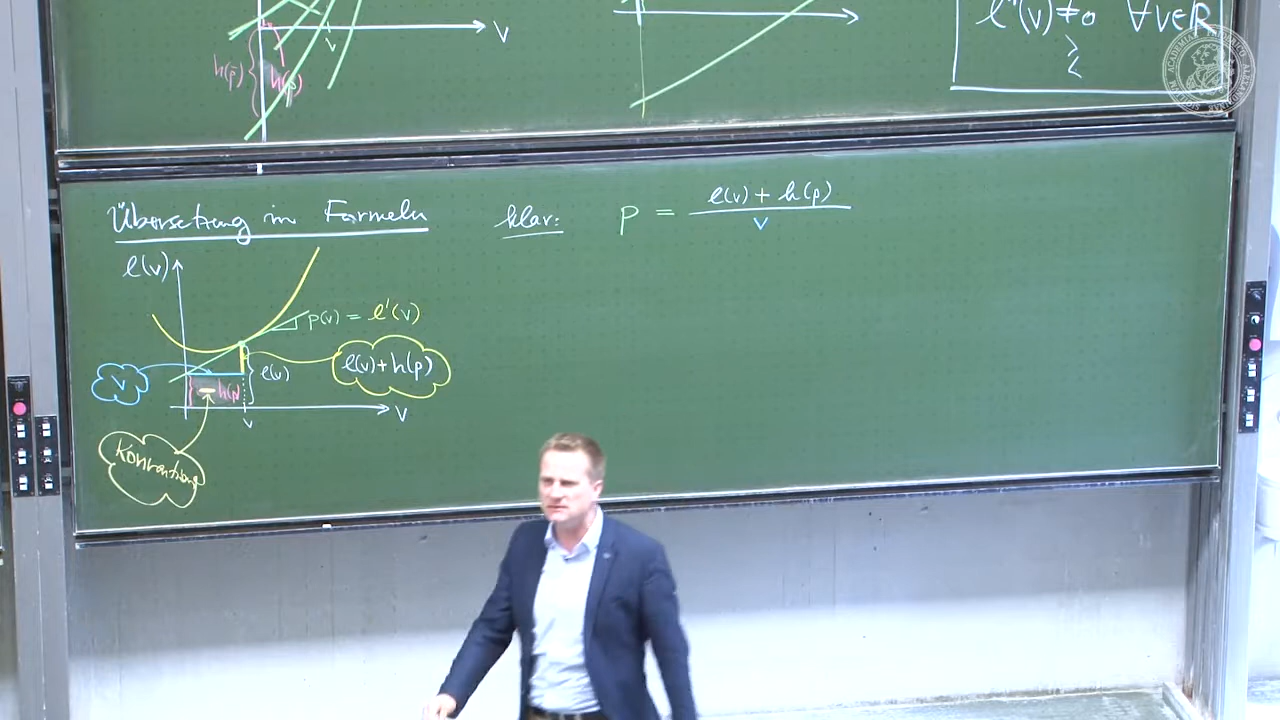 V
v
h(p̄)
h(p)
l''(v) ≠ 0 ∀v∈ℝ
>
<
Übersetzung in Formeln
klar: p = (l(v) + h(p)) / v
l(v)
p(v) = l'(v)
v
l(v)
l(v)+h(p)
– h(p)
v
v
Konvention